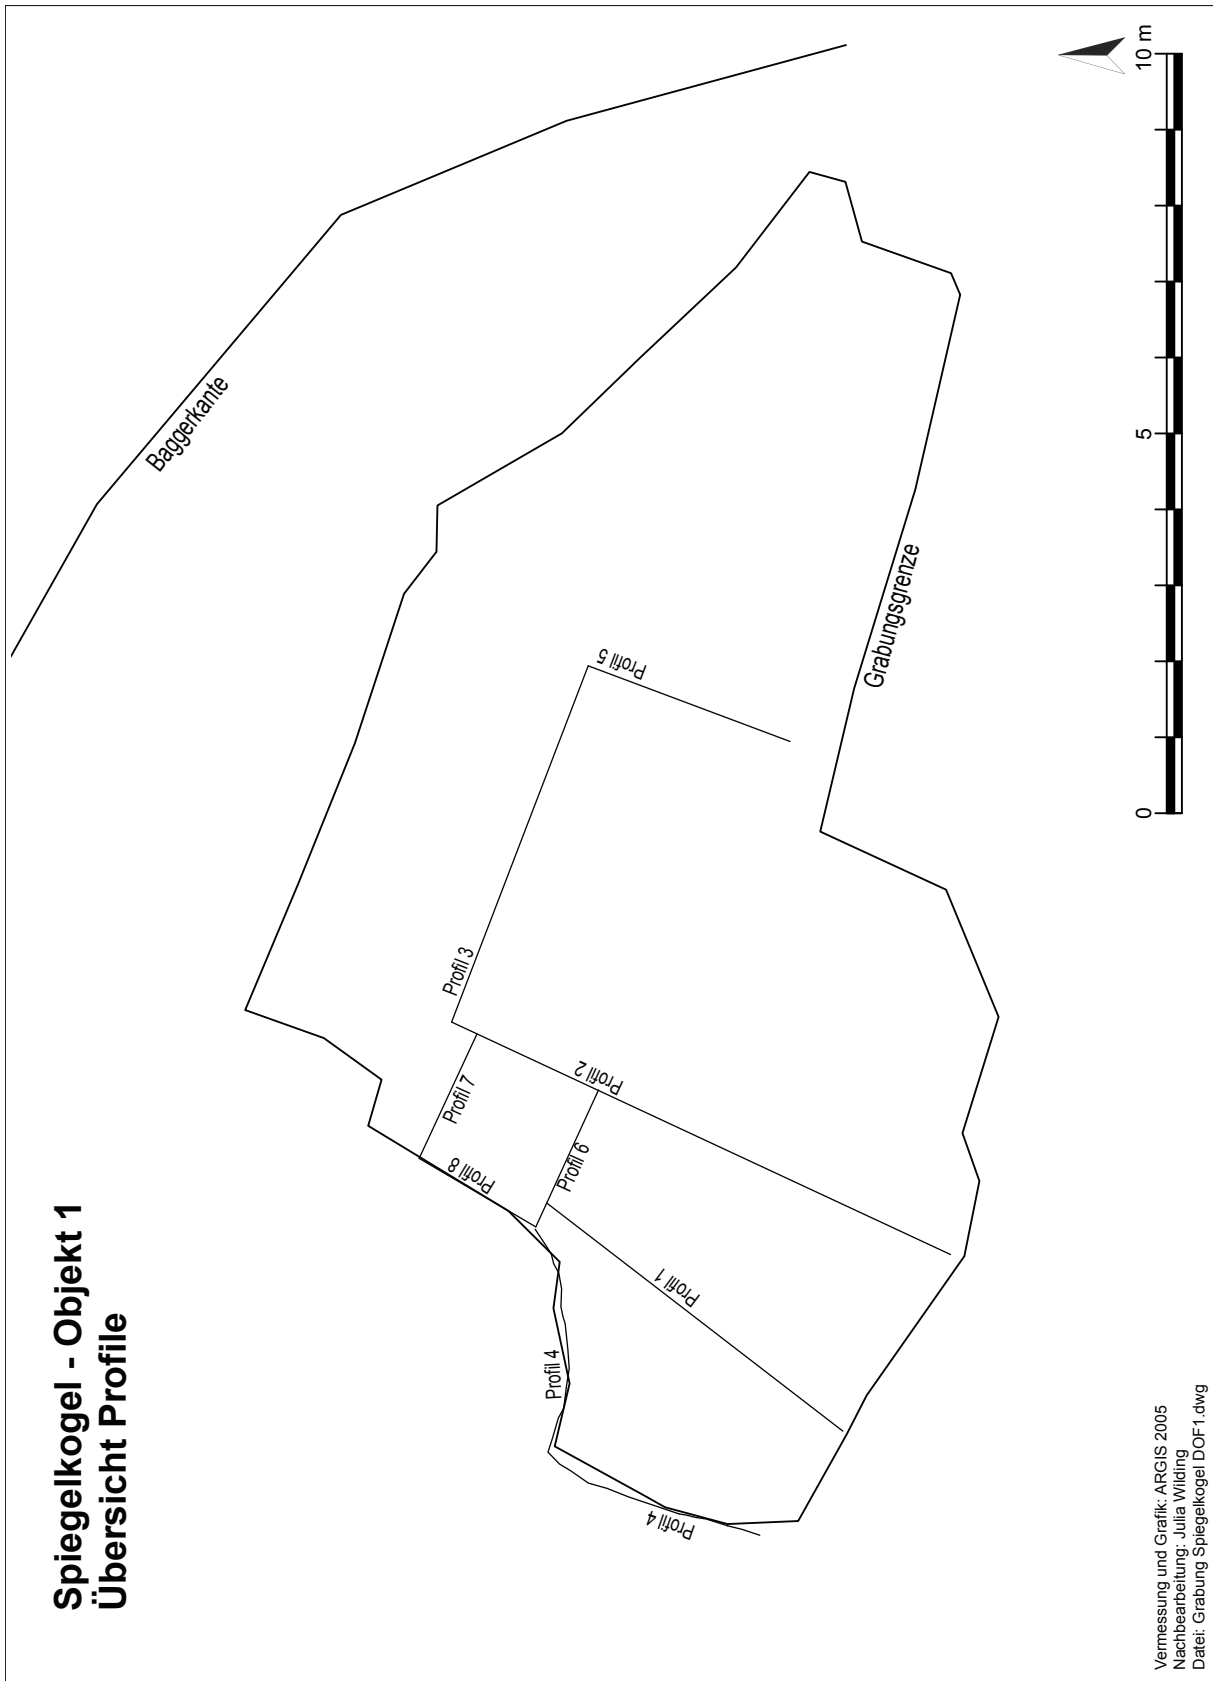 Spiegelkogel - Objekt 1
Übersicht Profile
Baggerkante
Profil 5
Profil 3
Grabungsgrenze
Profil 7
Profil 2
Profil 8
Profil 6
Profil 1
Profil 4
Profil 4
0
5
10 m
Vermessung und Grafik: ARGIS 2005
Nachbearbeitung: Julia Wilding
Datei: Grabung Spiegelkogel DOF1.dwg